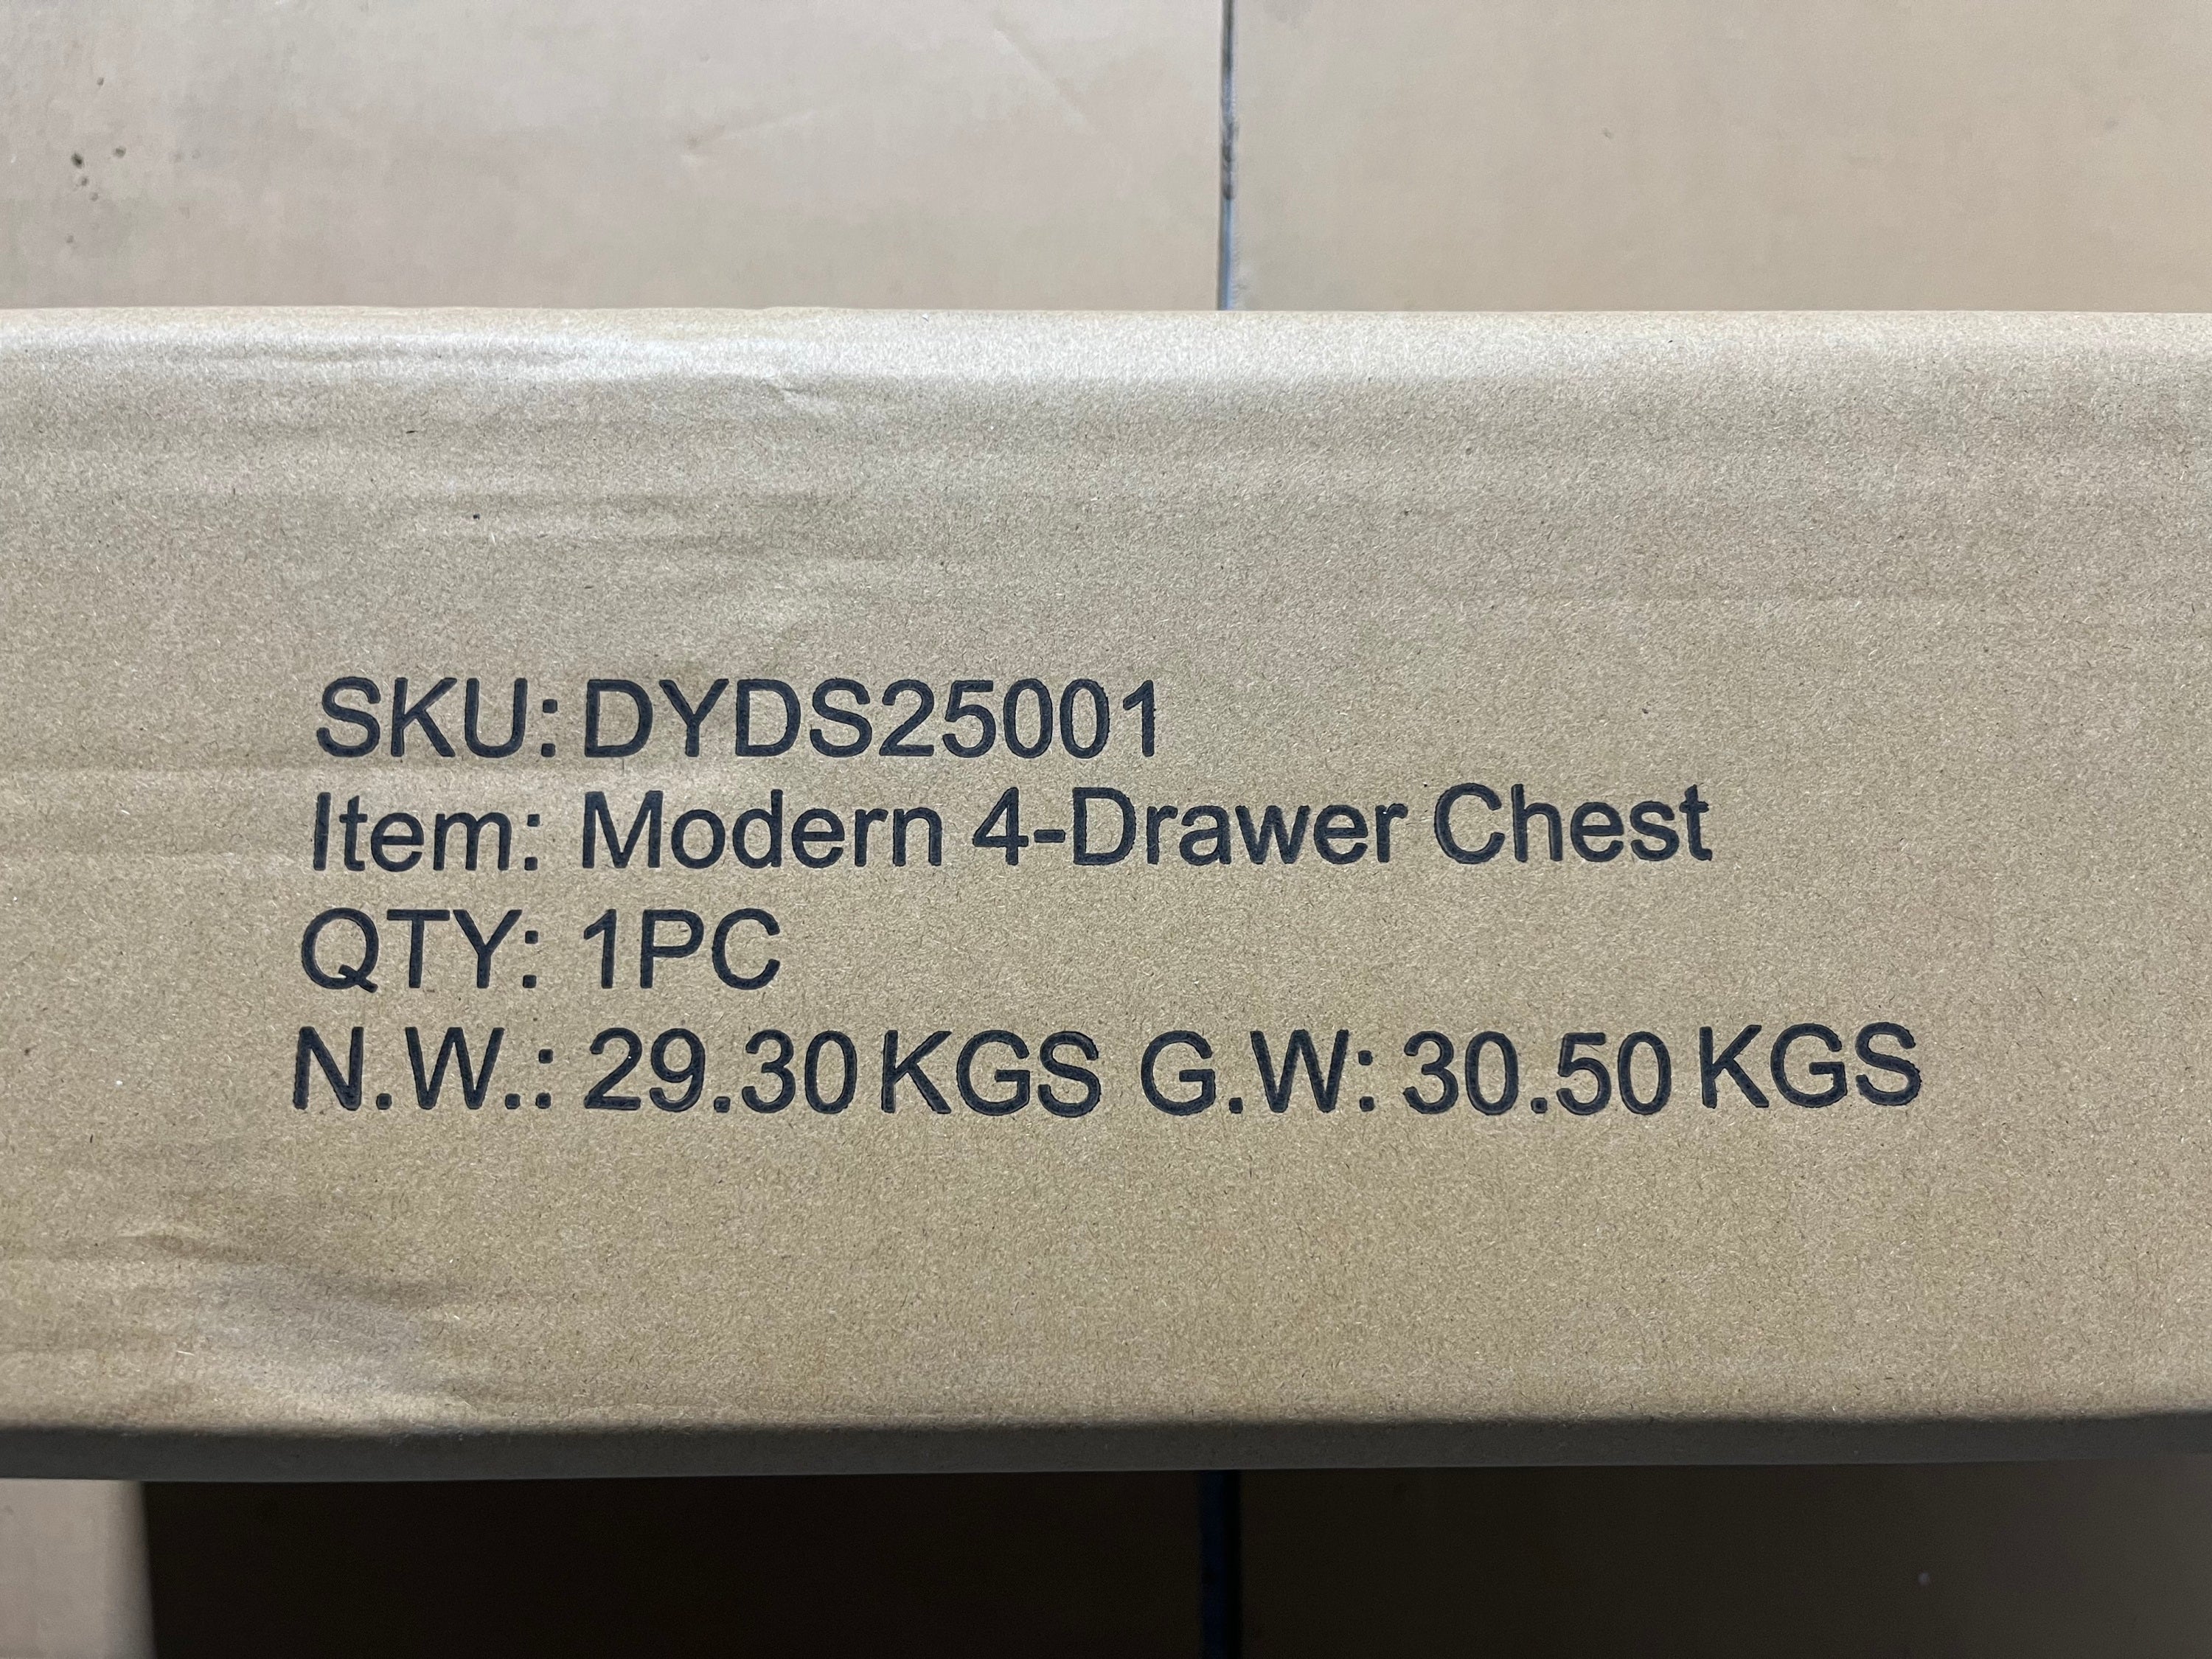 SKU: DYDS25001
Item: Modern 4-Drawer Chest
QTY: 1PC
N.W.: 29.30 KGS G.W: 30.50 KGS